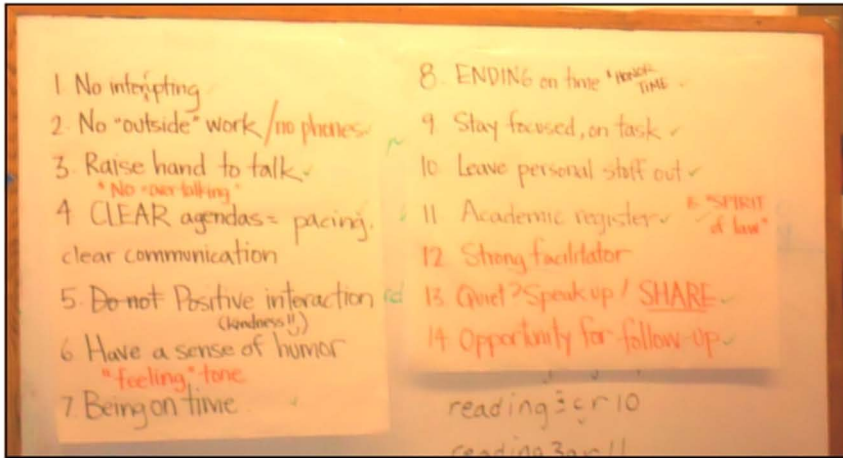 1 No interrupting
2. No "outside" work/no phones
3. Raise hand to talk
"No overtalking"
4 CLEAR agendas = pacing,
clear communication
5. Do not Positive interaction
(kindness!!)
6 Have a sense of humor
"feeling" tone
7. Being on time
8. ENDING on time "HONOR
TIME
9 Stay focused, on task
10 Leave personal stuff out
11 Academic register "SPIRIT
of law"
12 Strong facilitator
13 Quiet? Speak up! SHARE
14 Opportunity for follow-up
reading 10
reading 11